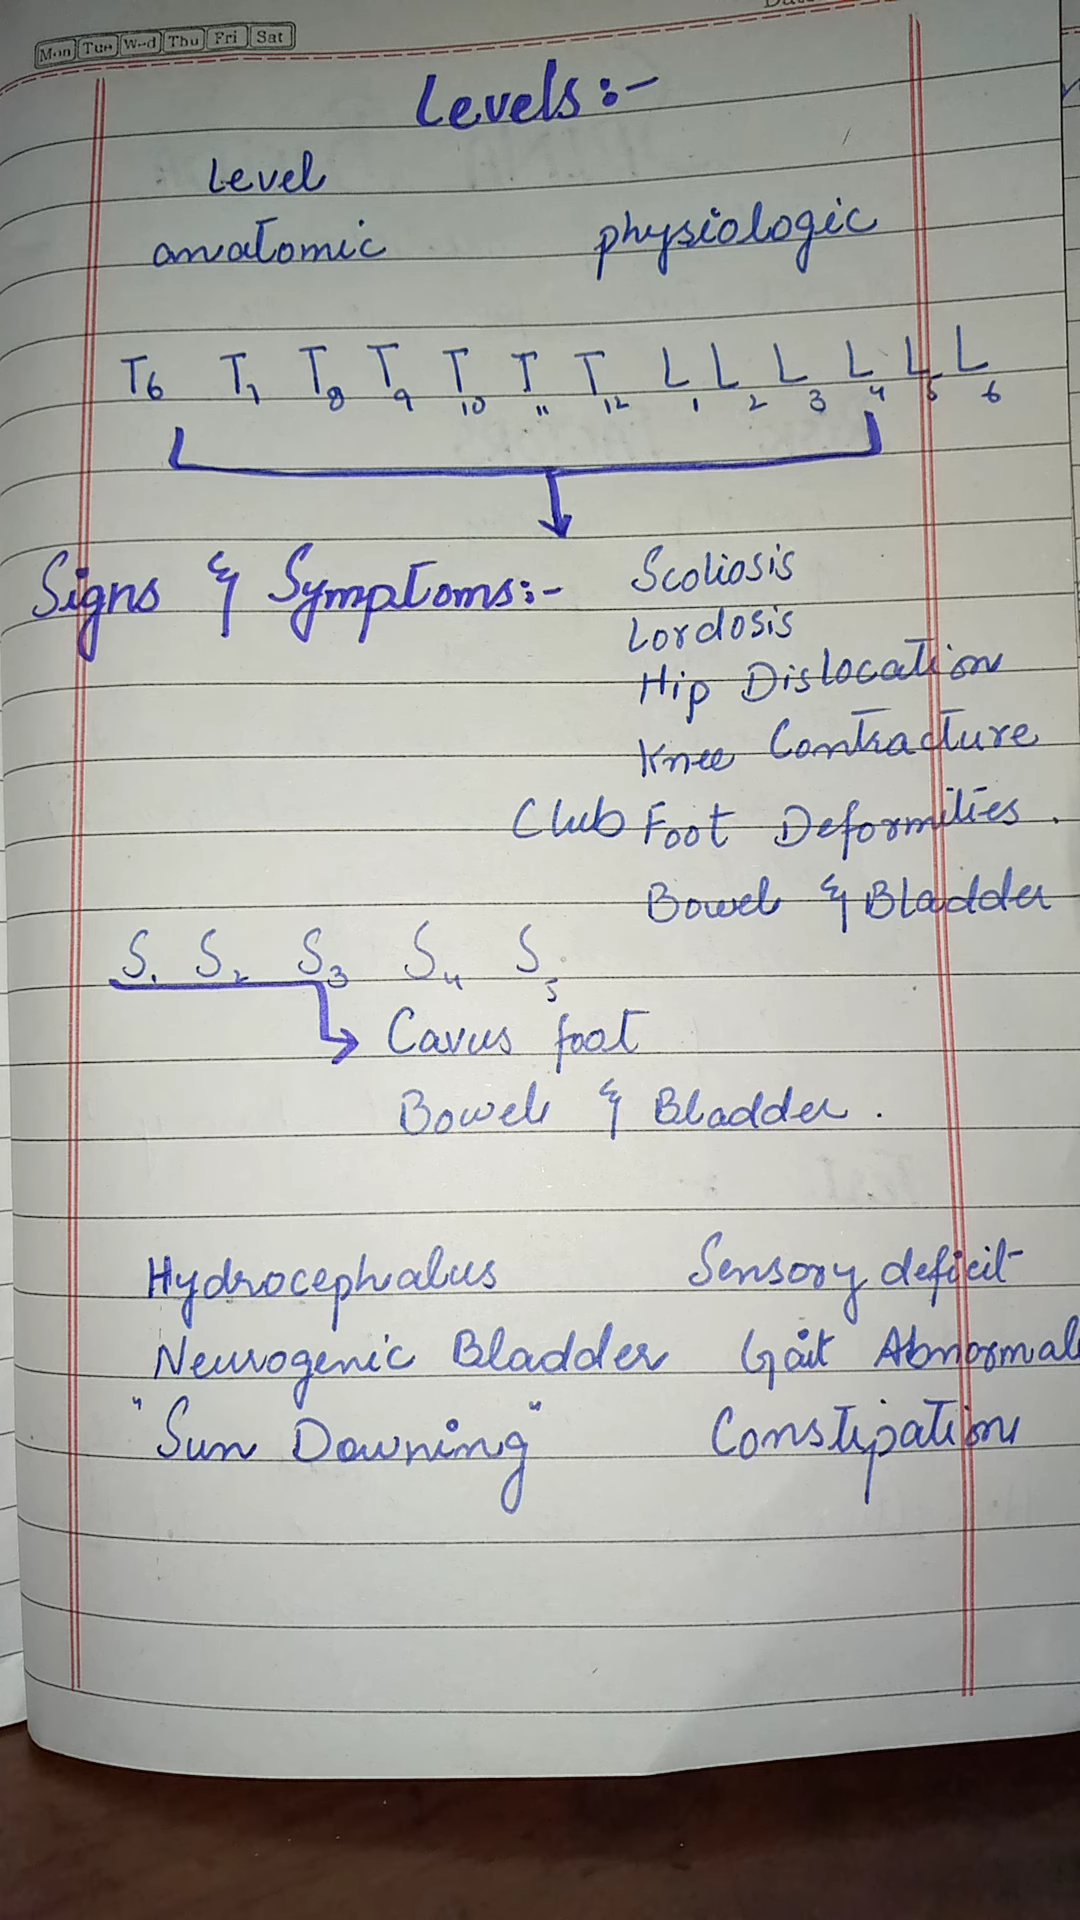 Mon Tue Wed Thu Fri Sat
Levels:-
Level
anatomic physiologic
T6 T1 T8 T9 T10 T11 T12 L1 L2 L3 L4 L5 L6
Signs & Symptoms:- Scoliosis
Lordosis
Hip Dislocation
Knee Contracture
Club Foot Deformities.
Bowel & Bladder
S1 S2 S3 S4 S5
Cavus foot
Bowel & Bladder.
Hydrocephalus Sensory deficit
Neurogenic Bladder Gait Abnormal
"Sun Downing" Constipation